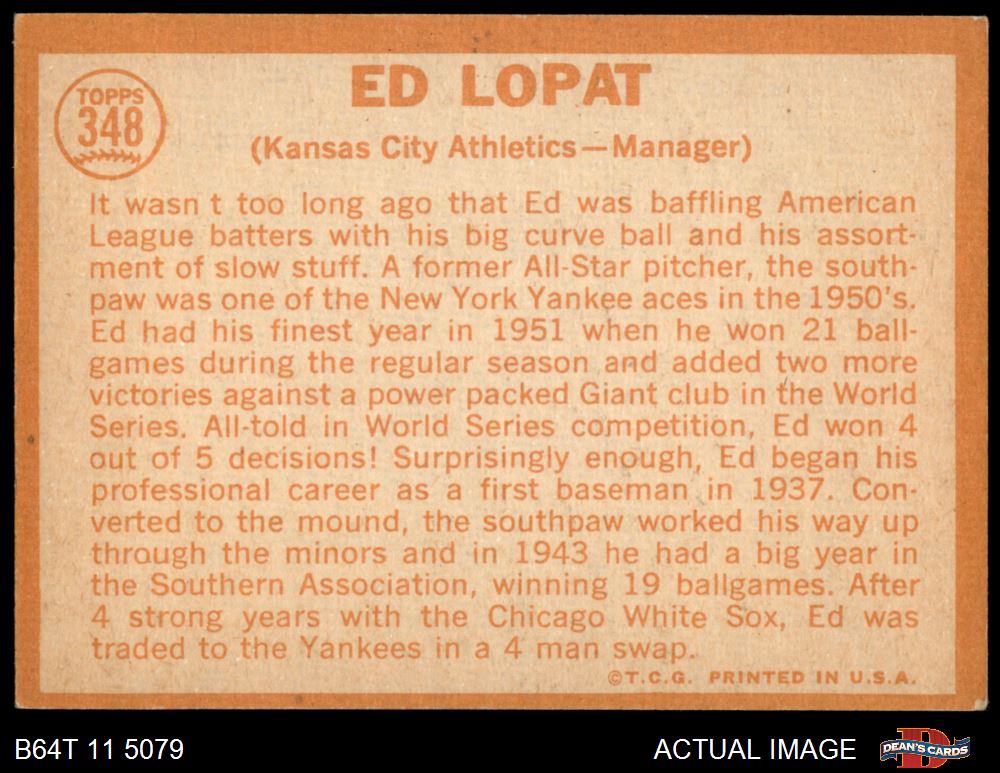 TOPPS
348
ED LOPAT
(Kansas City Athletics—Manager)
It wasn t too long ago that Ed was baffling American
League batters with his big curve ball and his assort-
ment of slow stuff. A former All-Star pitcher, the south-
paw was one of the New York Yankee aces in the 1950's.
Ed had his finest year in 1951 when he won 21 ball-
games during the regular season and added two more
victories against a power packed Giant club in the World
Series. All-told in World Series competition, Ed won 4
out of 5 decisions! Surprisingly enough, Ed began his
professional career as a first baseman in 1937. Con-
verted to the mound, the southpaw worked his way up
through the minors and in 1943 he had a big year in
the Southern Association, winning 19 ballgames. After
4 strong years with the Chicago White Sox, Ed was
traded to the Yankees in a 4 man swap.
©T.C.G. PRINTED IN U.S.A.
B64T 11 5079
ACTUAL IMAGE
DEAN'S CARDS